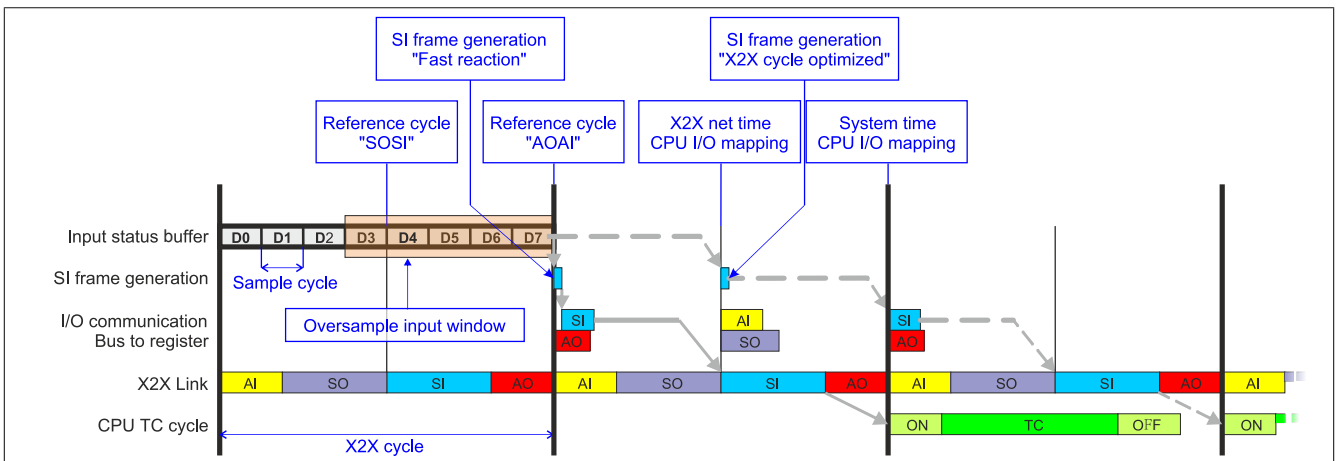 SI frame generation
"Fast reaction"
SI frame generation
"X2X cycle optimized"
Reference cycle
"SOSI"
Reference cycle
"AOAI"
X2X net time
CPU I/O mapping
System time
CPU I/O mapping
Input status buffer
D0 D1 D2 D3 D4 D5 D6 D7
Sample cycle
SI frame generation
Oversample input window
I/O communication
Bus to register
SI AI SI
AO SO AO
X2X Link
AI SO SI AO AI SO SI AO AI SO SI AO AI
CPU TC cycle
ON TC OFF ON
X2X cycle